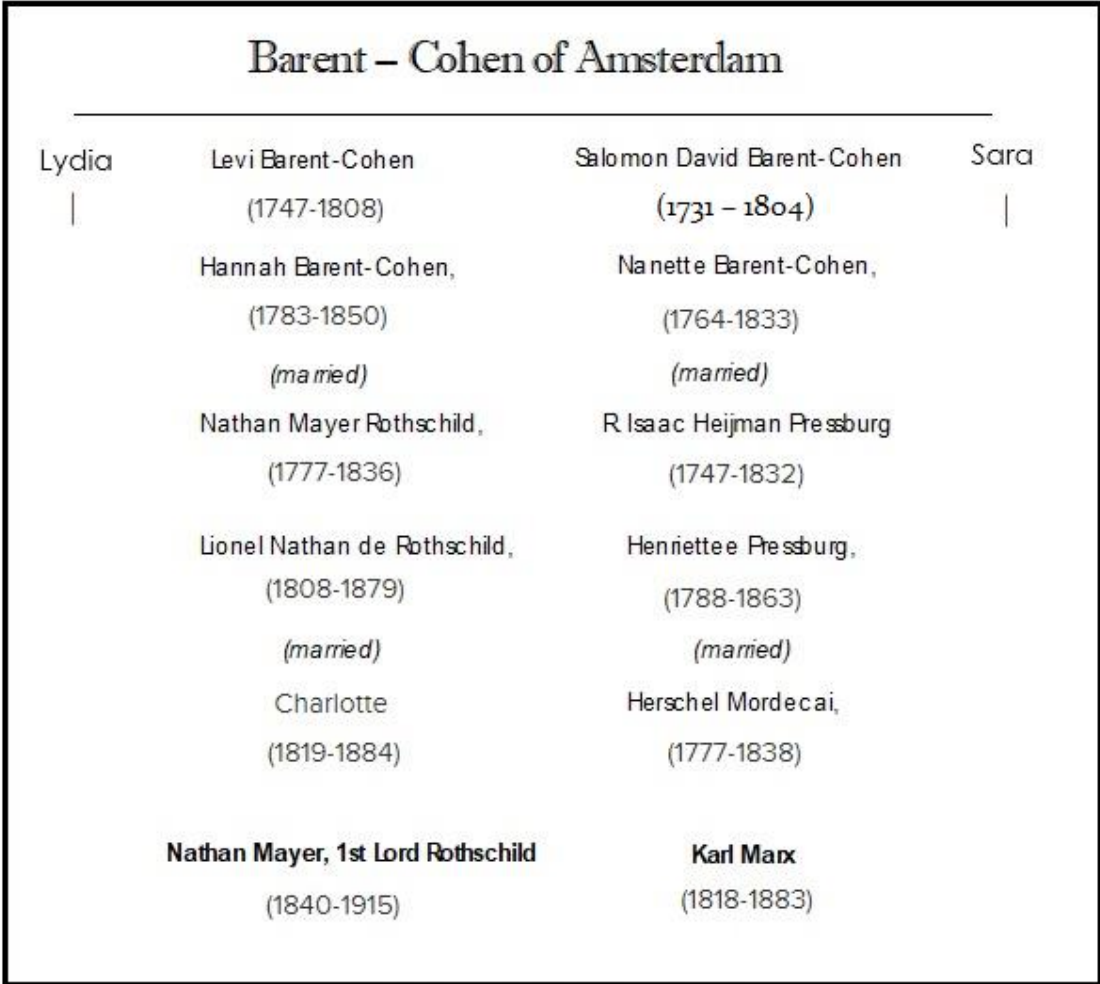 Barent – Cohen of Amsterdam
Lydia Levi Barent-Cohen Salomon David Barent-Cohen Sara
(1747-1808) (1731 – 1804)
Hannah Barent-Cohen, Nanette Barent-Cohen,
(1783-1850) (1764-1833)
(married) (married)
Nathan Mayer Rothschild, R.Isaac Heijman Pressburg
(1777-1836) (1747-1832)
Lionel Nathan de Rothschild, Henriettee Pressburg,
(1808-1879) (1788-1863)
(married) (married)
Charlotte Herschel Mordecai,
(1819-1884) (1777-1838)
Nathan Mayer, 1st Lord Rothschild Karl Marx
(1840-1915) (1818-1883)